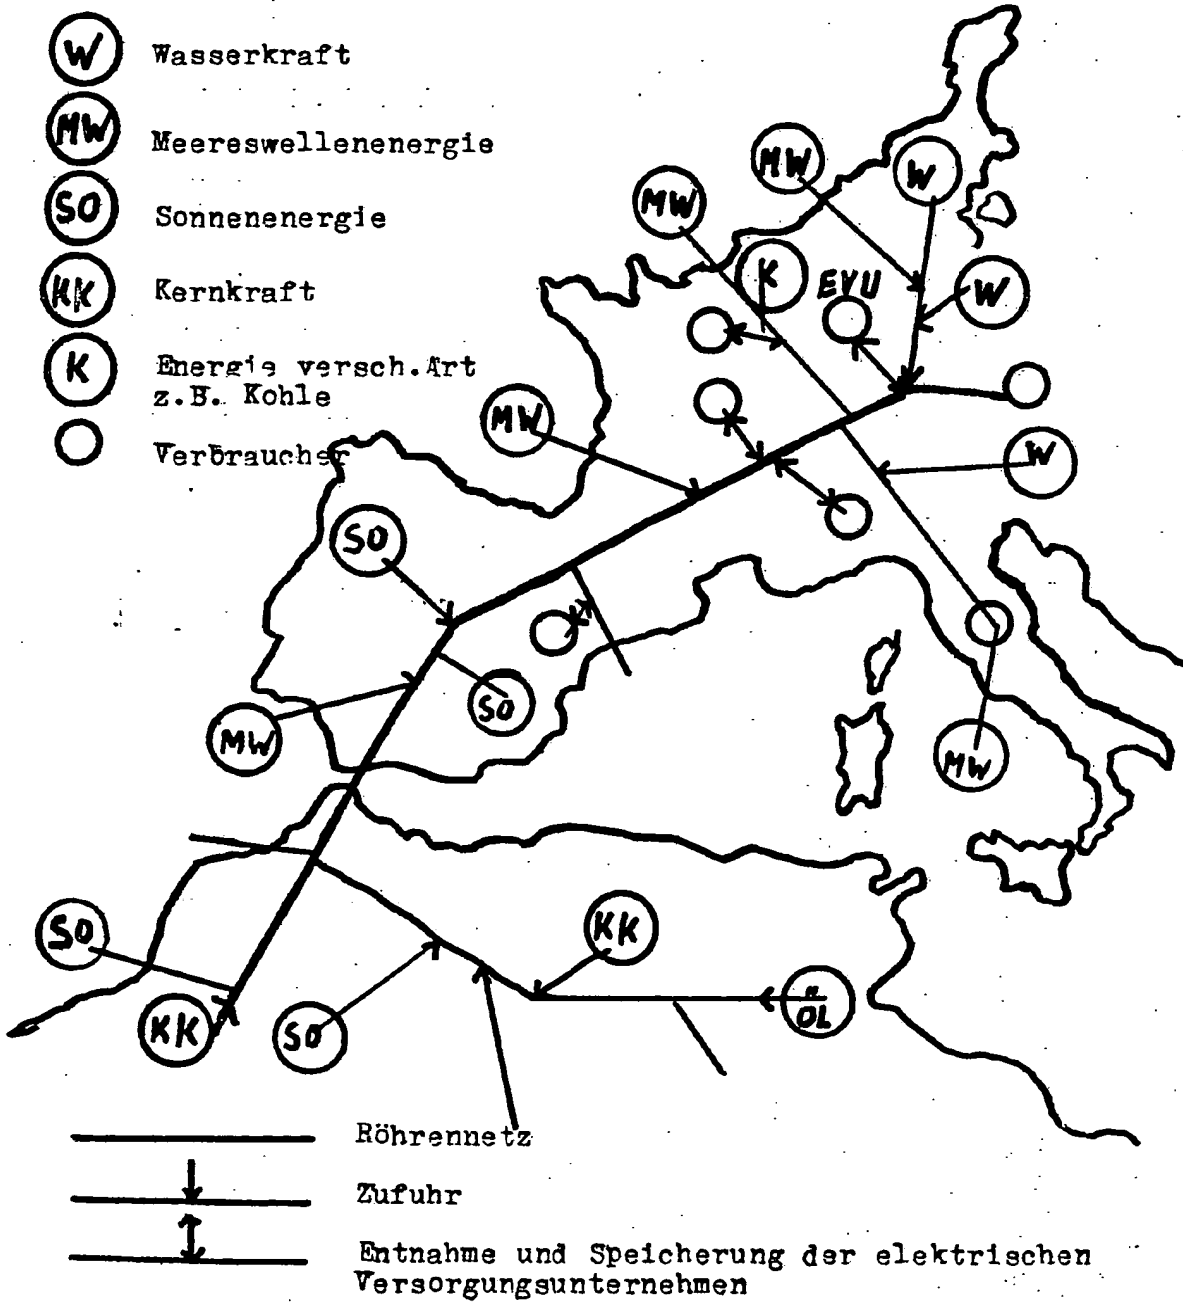 W Wasserkraft
MW Meereswellenenergie
SO Sonnenenergie
KK Kernkraft
K Energie versch.Art
z.B. Kohle
Verbraucher
MW
MW
W
K
EVU
W
MW
W
SO
SO
MW
MW
SO
KK
KK
SO
ÖL
Röhrennetz
Zufuhr
Entnahme und Speicherung der elektrischen
Versorgungsunternehmen